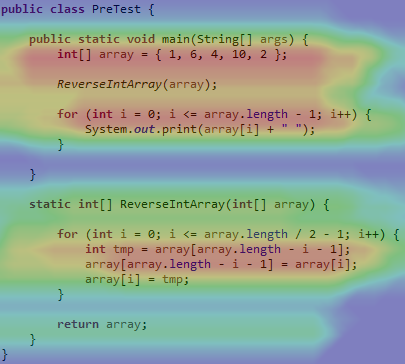 public class PreTest {
public static void main(String[] args) {
int[] array = { 1, 6, 4, 10, 2 };
ReverseIntArray(array);
for (int i = 0; i <= array.length - 1; i++) {
System.out.print(array[i] + " ");
}
}
static int[] ReverseIntArray(int[] array) {
for (int i = 0; i <= array.length / 2 - 1; i++) {
int tmp = array[array.length - i - 1];
array[array.length - i - 1] = array[i];
array[i] = tmp;
}
return array;
}
}